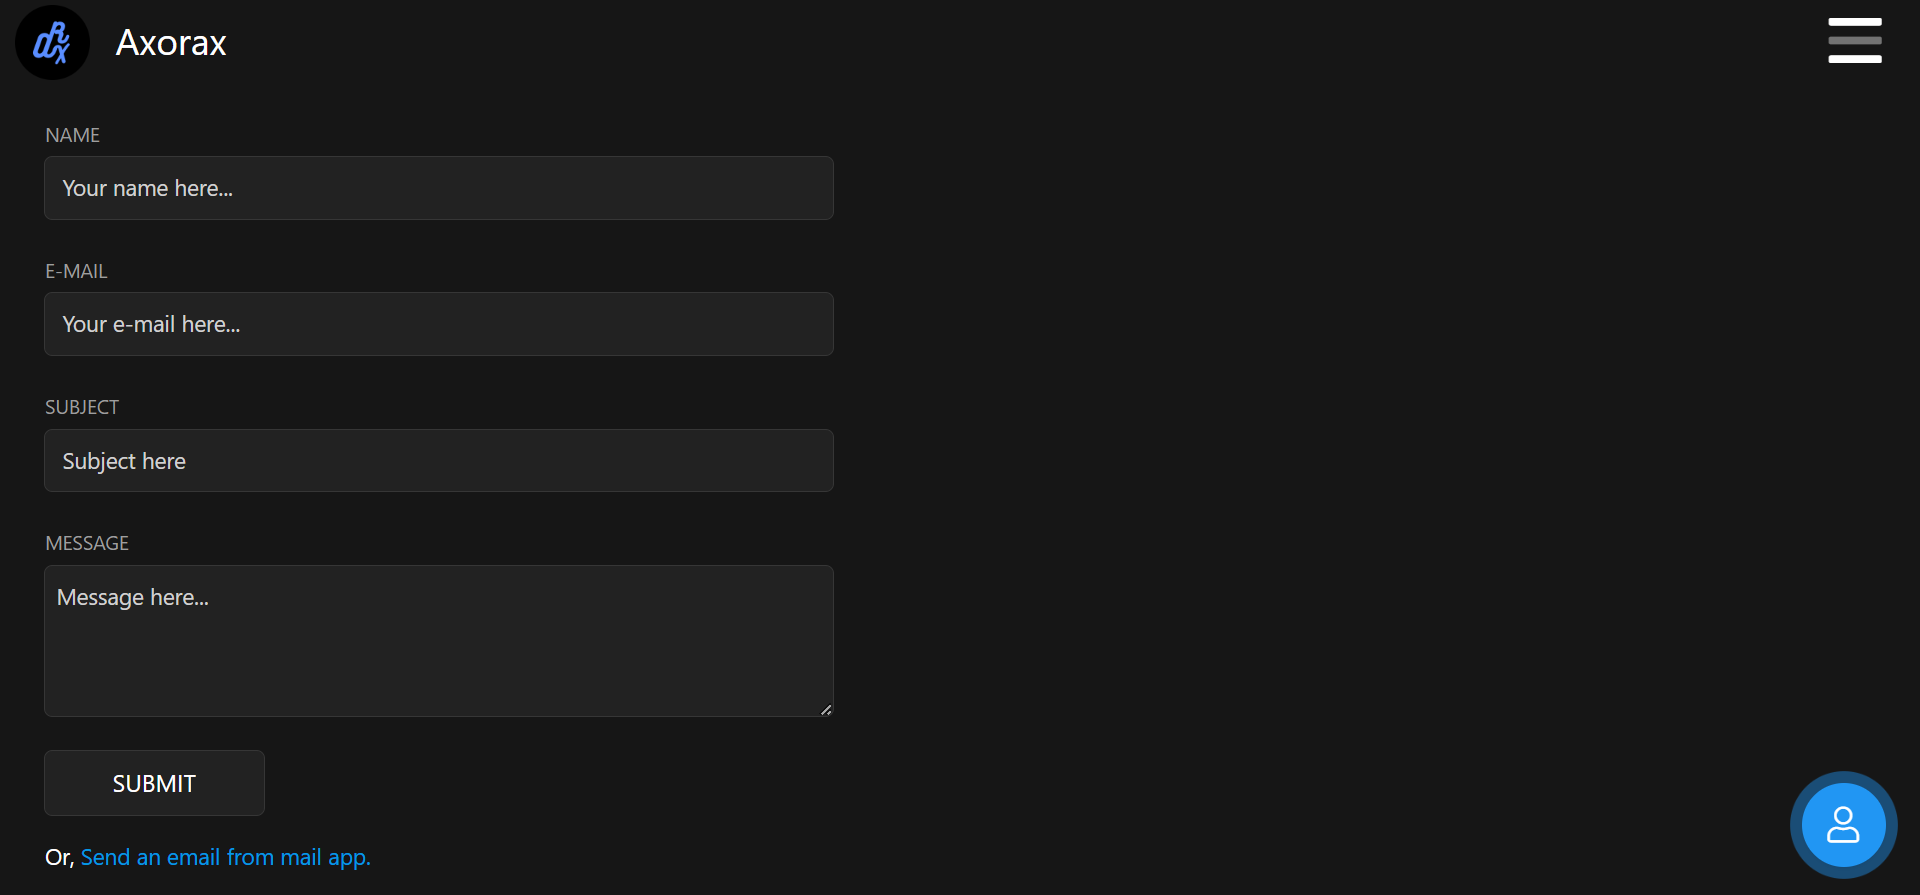 Axorax
NAME
Your name here...
E-MAIL
Your e-mail here...
SUBJECT
Subject here
MESSAGE
Message here...
SUBMIT
Or, Send an email from mail app.